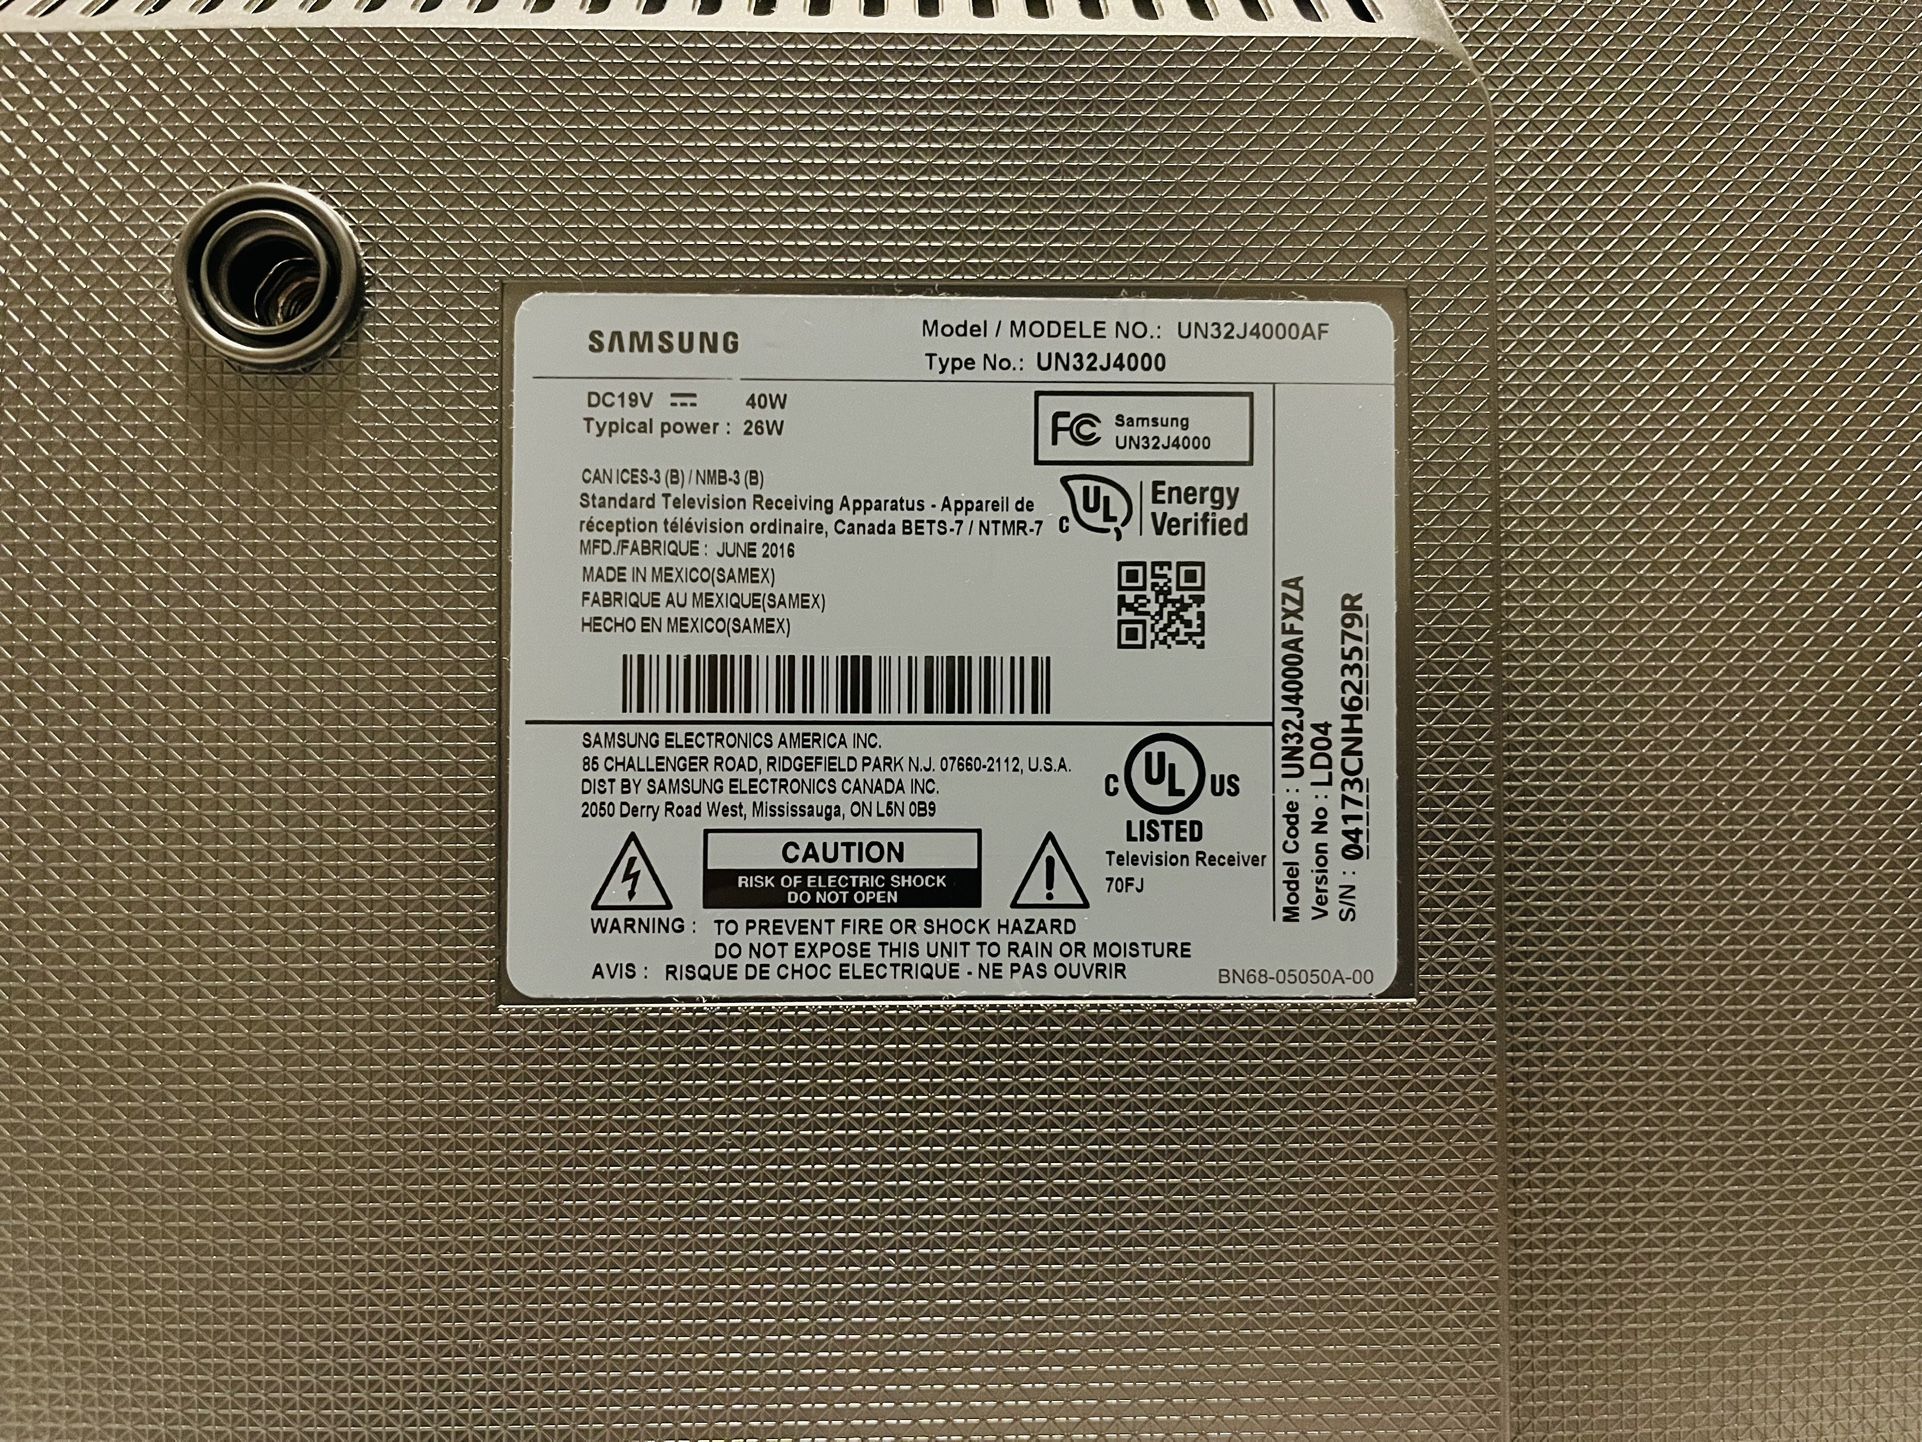 SAMSUNG
Model / MODELE NO.: UN32J4000AF
Type No.: UN32J4000
DC19V 40W
Typical power : 26W
FC Samsung
UN32J4000
CAN ICES-3 (B) / NMB-3 (B)
Standard Television Receiving Apparatus - Appareil de
réception télévision ordinaire, Canada BETS-7 / NTMR-7
C UL Energy
Verified
MFD./FABRIQUE : JUNE 2016
MADE IN MEXICO(SAMEX)
FABRIQUE AU MEXIQUE(SAMEX)
HECHO EN MEXICO(SAMEX)
SAMSUNG ELECTRONICS AMERICA INC.
85 CHALLENGER ROAD, RIDGEFIELD PARK N.J. 07660-2112, U.S.A.
DIST BY SAMSUNG ELECTRONICS CANADA INC.
2050 Derry Road West, Mississauga, ON L5N 0B9
C UL US
LISTED
Television Receiver
70FJ
CAUTION
RISK OF ELECTRIC SHOCK
DO NOT OPEN
WARNING : TO PREVENT FIRE OR SHOCK HAZARD
DO NOT EXPOSE THIS UNIT TO RAIN OR MOISTURE
AVIS : RISQUE DE CHOC ELECTRIQUE - NE PAS OUVRIR
BN68-05050A-00
Model Code : UN32J4000AFXZA
Version No : LD04
S/N : 04173CNH623579R